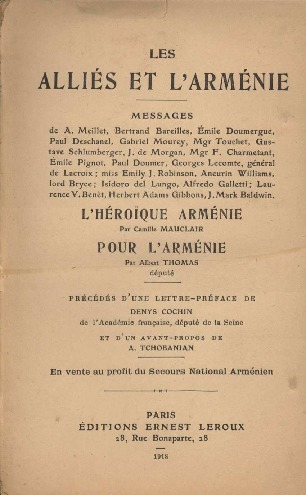 LES
ALLIÉS ET L'ARMÉNIE
MESSAGES
de A. Meillet, Bertrand Bareilles, Émile Doumergue,
Paul Deschanel, Gabriel Mourey, Mgr Touchet, Gus-
tave Schlumberger, J. de Morgan, Mgr F. Charmetant,
Émile Pignot, Paul Doumer, Georges Lecomte, général
de Lacroix ; miss Emily J. Robinson, Aneurin Williams,
lord Bryce ; Isidoro del Lungo, Alfredo Galletti ; Lau-
rence V. Benèt, Herbert Adams Gibbons, J. Mark Baldwin.
L'HÉROÏQUE ARMÉNIE
Par Camille MAUCLAIR
POUR L'ARMÉNIE
Par Albert THOMAS
député
PRÉCÉDÉS D'UNE LETTRE-PRÉFACE DE
DENYS COCHIN
de l'Académie française, député de la Seine
ET D'UN AVANT-PROPOS DE
A. TCHOBANIAN
En vente au profit du Secours National Arménien
PARIS
ÉDITIONS ERNEST LEROUX
28, Rue Bonaparte, 28
1918